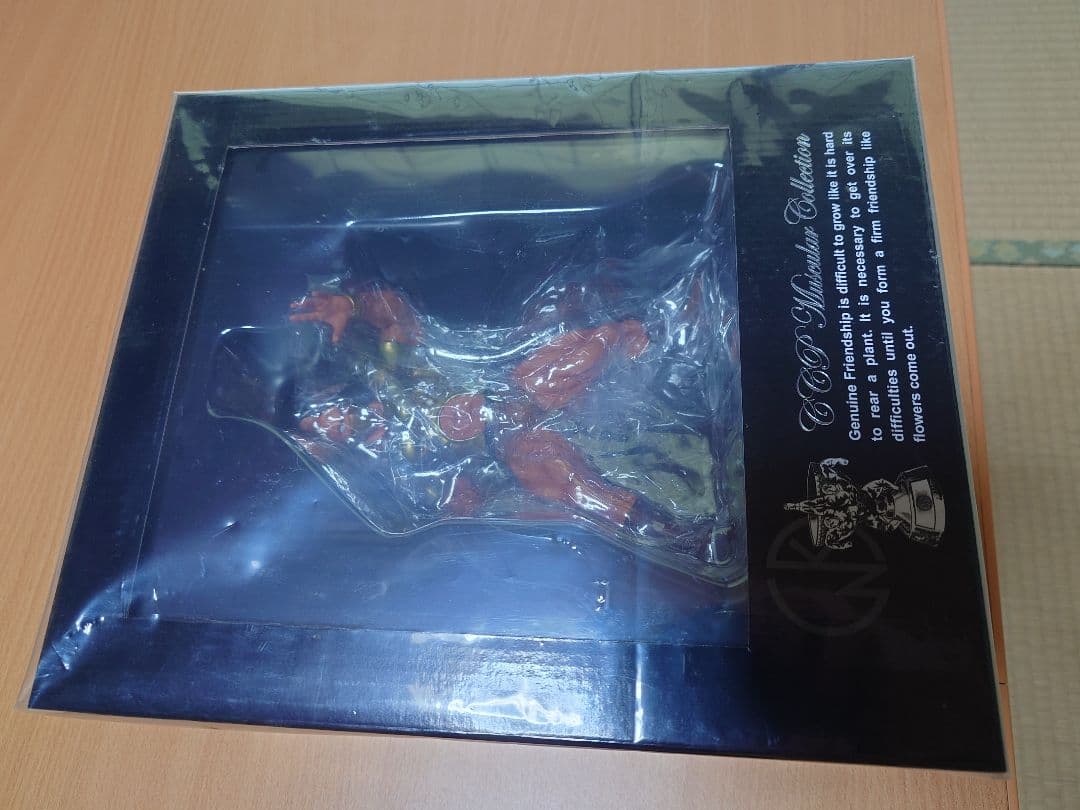 CCP Muscular Collection
Genuine Friendship is difficult to grow like it is hard
to rear a plant. It is necessary to get over its
difficulties until you form a firm friendship like
flowers come out.